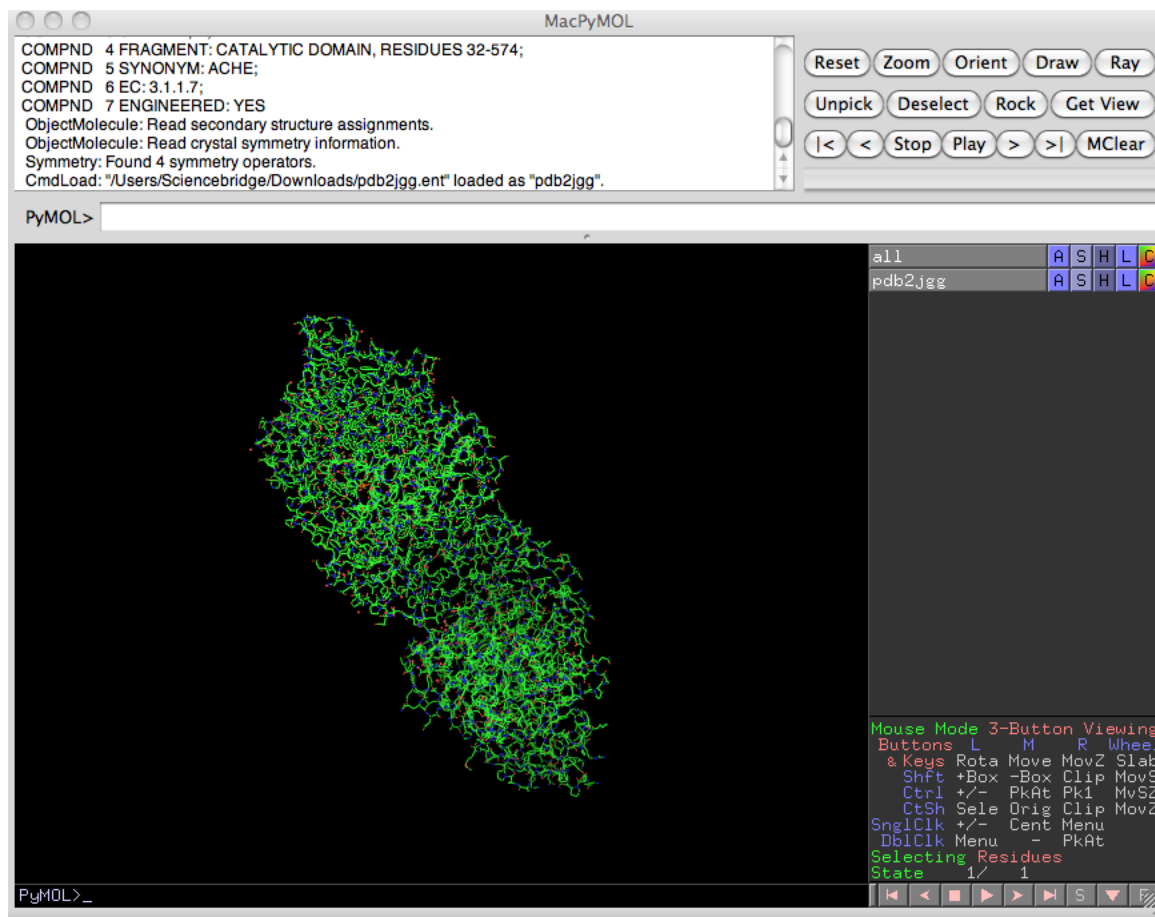 MacPyMOL
COMPND 4 FRAGMENT: CATALYTIC DOMAIN, RESIDUES 32-574;
COMPND 5 SYNONYM: ACHE;
COMPND 6 EC: 3.1.1.7;
COMPND 7 ENGINEERED: YES
ObjectMolecule: Read secondary structure assignments.
ObjectMolecule: Read crystal symmetry information.
Symmetry: Found 4 symmetry operators.
CmdLoad: "/Users/Sciencebridge/Downloads/pdb2jgg.ent" loaded as "pdb2jgg".
Reset Zoom Orient Draw Ray
Unpick Deselect Rock Get View
|< < Stop Play > >| MClear
PyMOL>
all A S H L C
pdb2jgg A S H L C
Mouse Mode 3-Button Viewing
Buttons L M R Whee
& Keys Rota Move MovZ Slab
Shft +Box -Box Clip MovS
Ctrl +/- PkAt Pk1 MvSZ
CtSh Sele Orig Clip MovZ
SnglClk +/- Cent Menu
DblClk Menu - PkAt
Selecting Residues
State 1/ 1
PyMOL>_
S F